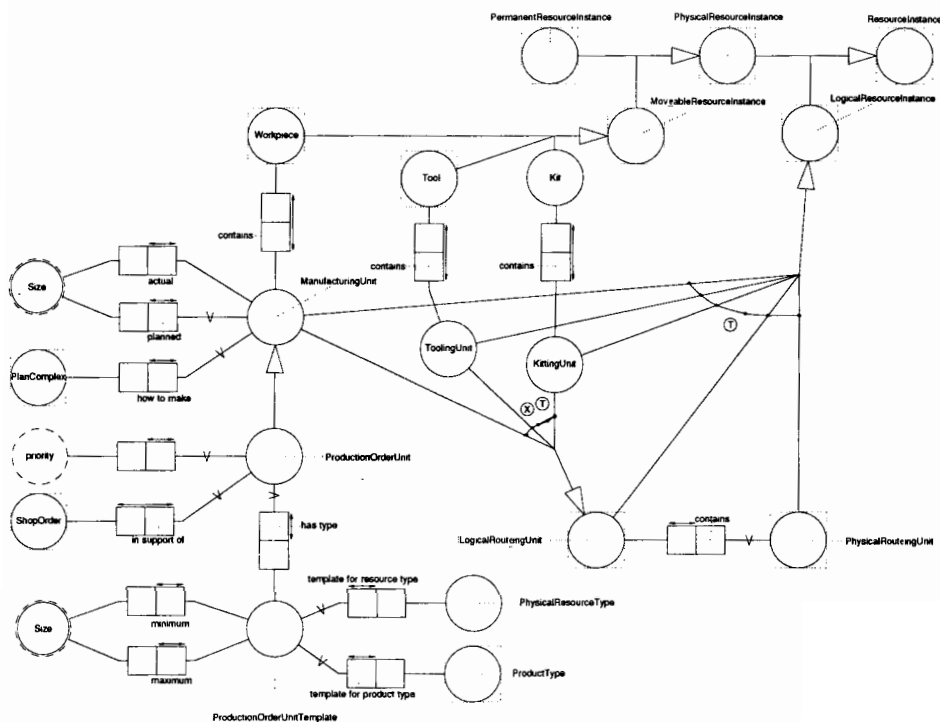 PermanentResourceInstance
PhysicalResourceInstance
ResourceInstance
MoveableResourceInstance
LogicalResourceInstance
Workpiece
Tool
Kit
contains
contains
contains
Size
actual
ManufacturingUnit
planned
T
ToolingUnit
KittingUnit
PlanComplex
how to make
X T
priority
ProductionOrderUnit
ShopOrder
in support of
has type
contains
LogicalRouteingUnit
PhysicalRouteingUnit
template for resource type
Size
minimum
PhysicalResourceType
maximum
template for product type
ProductType
ProductionOrderUnitTemplate